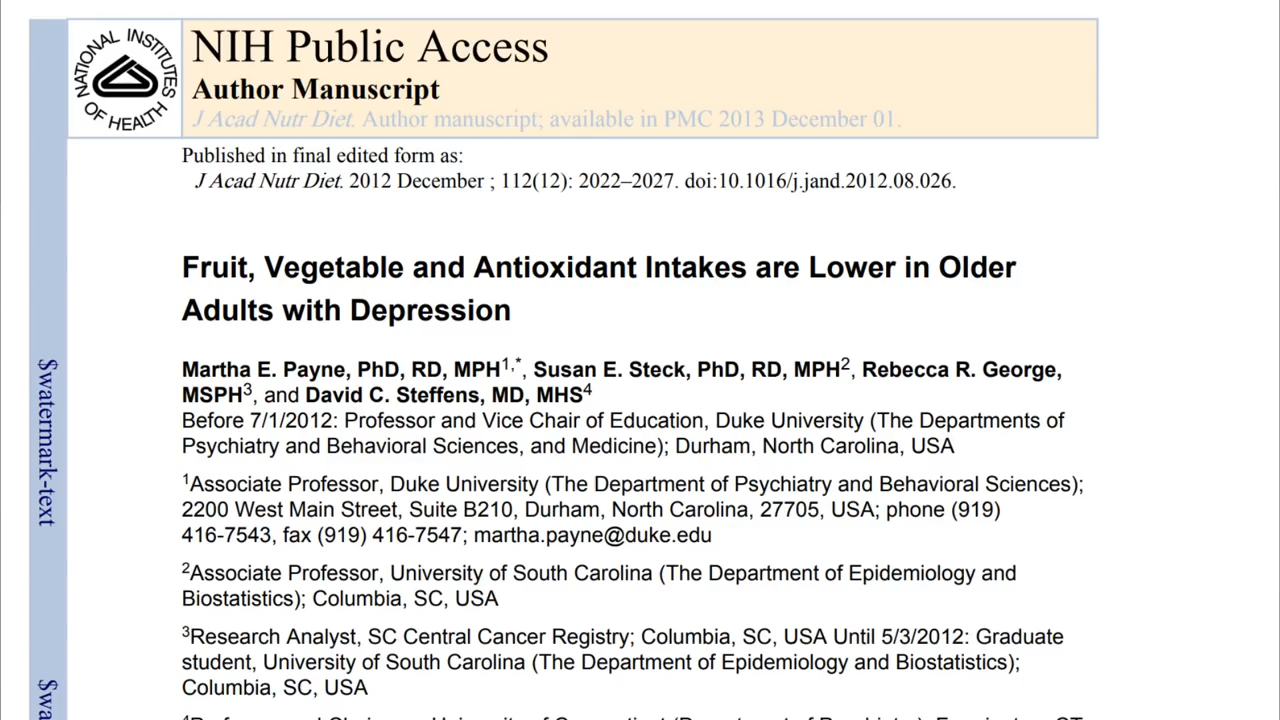 NATIONAL INSTITUTES OF HEALTH
NIH Public Access
Author Manuscript
J Acad Nutr Diet. Author manuscript; available in PMC 2013 December 01.
Published in final edited form as:
J Acad Nutr Diet. 2012 December ; 112(12): 2022–2027. doi:10.1016/j.jand.2012.08.026.
Fruit, Vegetable and Antioxidant Intakes are Lower in Older
Adults with Depression
Martha E. Payne, PhD, RD, MPH1,*, Susan E. Steck, PhD, RD, MPH2, Rebecca R. George,
MSPH3, and David C. Steffens, MD, MHS4
Before 7/1/2012: Professor and Vice Chair of Education, Duke University (The Departments of
Psychiatry and Behavioral Sciences, and Medicine); Durham, North Carolina, USA
1Associate Professor, Duke University (The Department of Psychiatry and Behavioral Sciences);
2200 West Main Street, Suite B210, Durham, North Carolina, 27705, USA; phone (919)
416-7543, fax (919) 416-7547; martha.payne@duke.edu
2Associate Professor, University of South Carolina (The Department of Epidemiology and
Biostatistics); Columbia, SC, USA
3Research Analyst, SC Central Cancer Registry; Columbia, SC, USA Until 5/3/2012: Graduate
student, University of South Carolina (The Department of Epidemiology and Biostatistics);
Columbia, SC, USA
$watermark-text
$wa